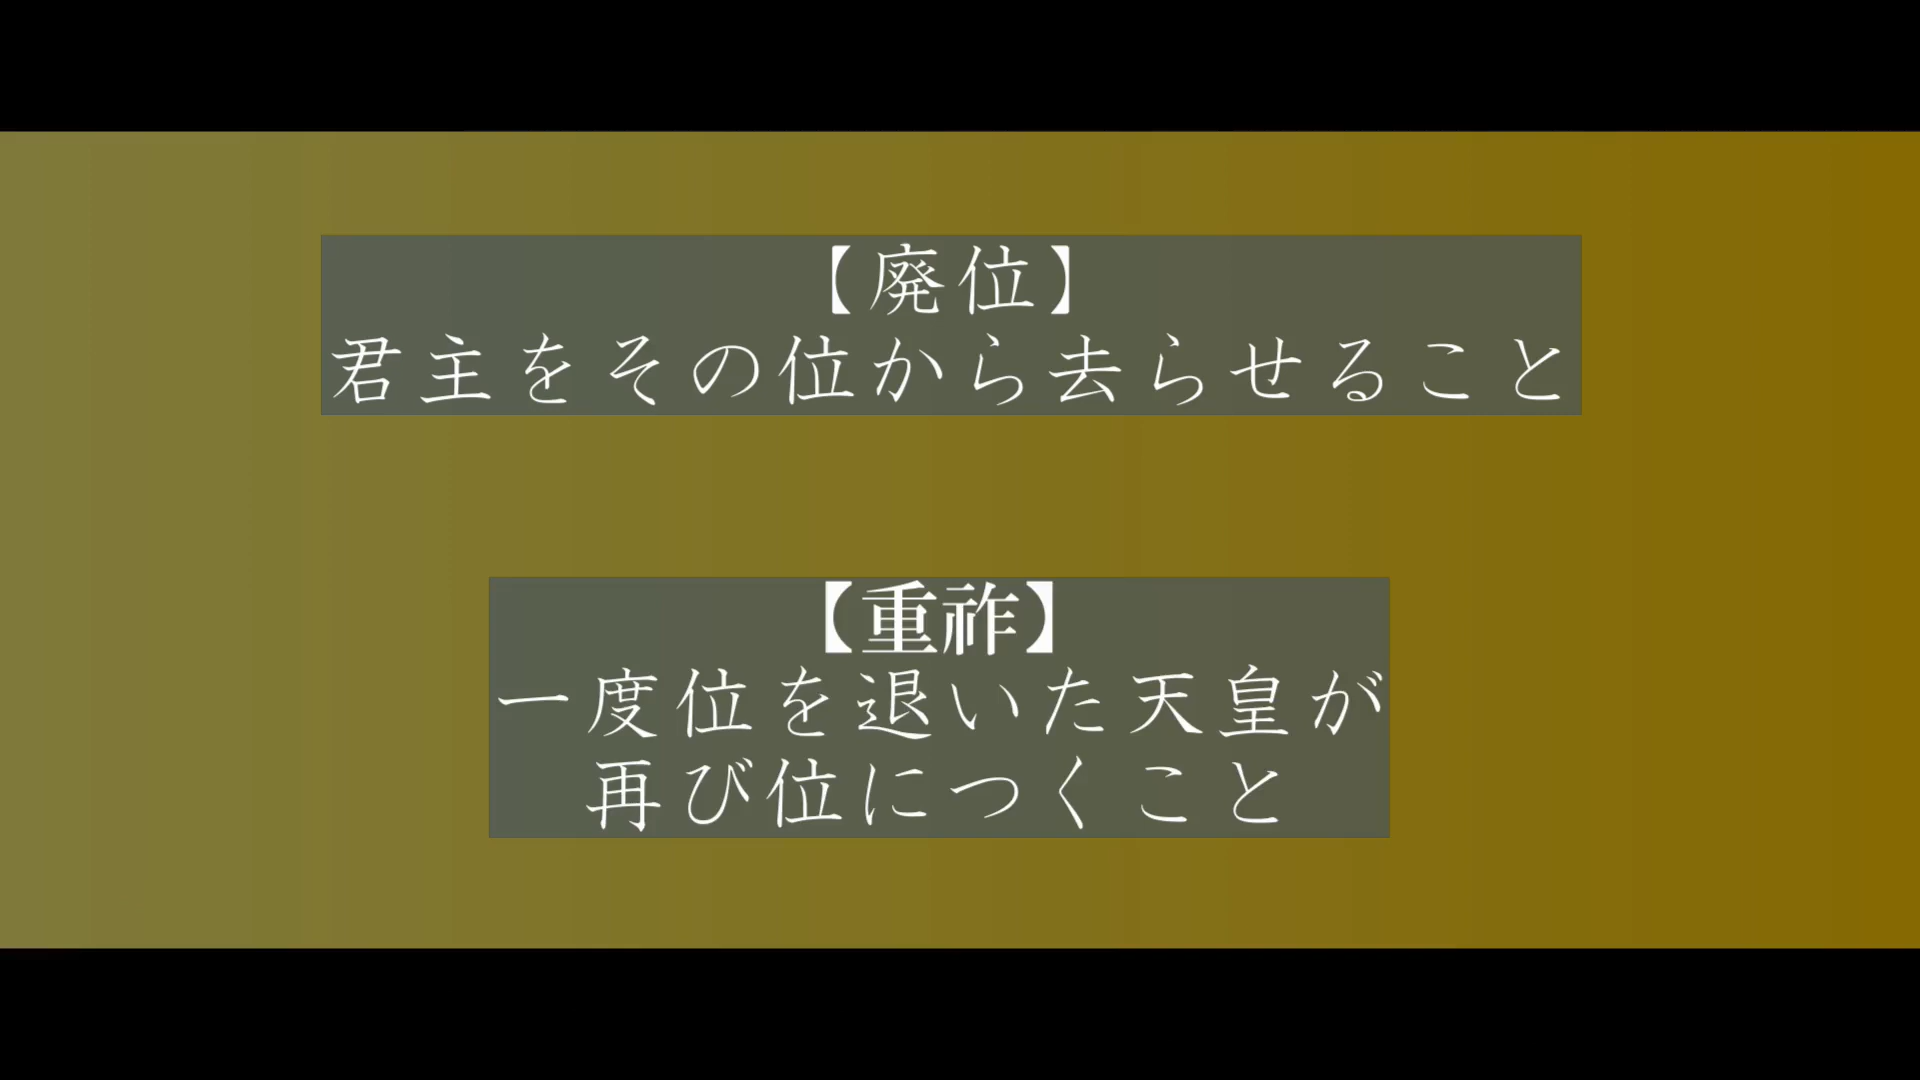 【廃位】
君主をその位から去らせること
【重祚】
一度位を退いた天皇が
再び位につくこと